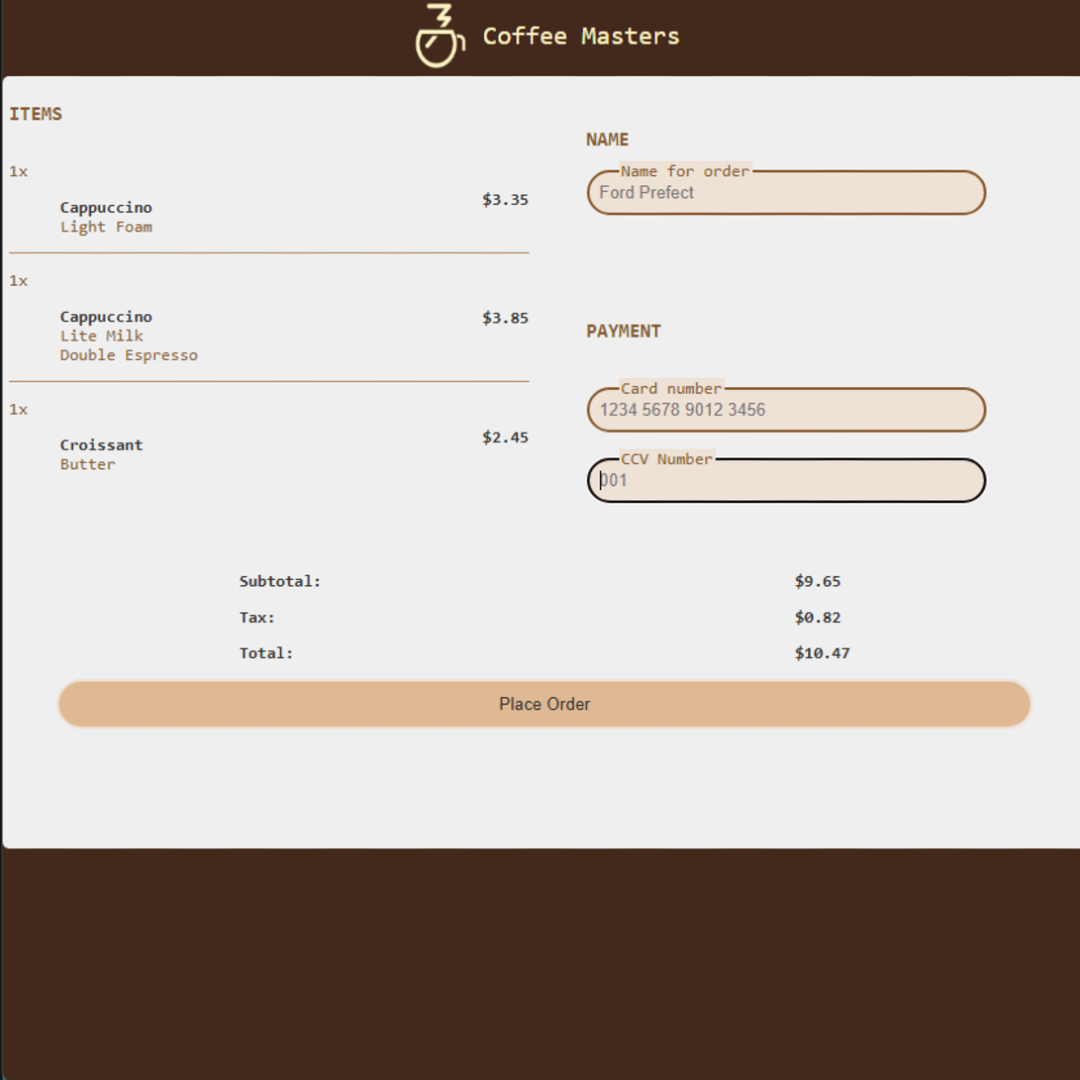 Coffee Masters
ITEMS
1x
Cappuccino
Light Foam
$3.35
1x
Cappuccino
Lite Milk
Double Espresso
$3.85
1x
Croissant
Butter
$2.45
NAME
Name for order
Ford Prefect
PAYMENT
Card number
1234 5678 9012 3456
CCV Number
001
Subtotal: $9.65
Tax: $0.82
Total: $10.47
Place Order